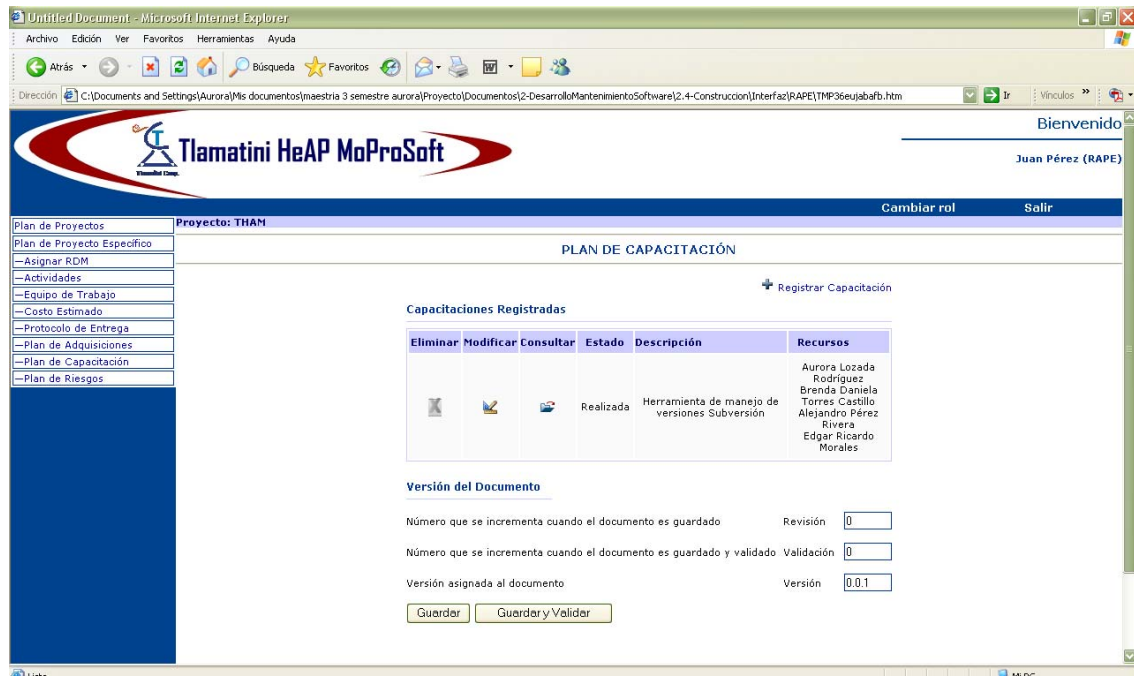 Untitled Document - Microsoft Internet Explorer
Archivo Edición Ver Favoritos Herramientas Ayuda
Atrás Búsqueda Favoritos
Dirección C:\Documents and Settings\Aurora\Mis documentos\maestria 3 semestre aurora\Proyecto\Documentos\2-DesarrolloMantenimientoSoftware\2.4-Construccion\Interfaz\RAPE\TMP36eujabafb.htm Ir Vínculos »
Tlamatini HeAP MoProSoft
Tlamatini Corp.
Bienvenido
Juan Pérez (RAPE)
Cambiar rol Salir
Proyecto: THAM
Plan de Proyectos
Plan de Proyecto Específico
—Asignar RDM
—Actividades
—Equipo de Trabajo
—Costo Estimado
—Protocolo de Entrega
—Plan de Adquisiciones
—Plan de Capacitación
—Plan de Riesgos
PLAN DE CAPACITACIÓN
Registrar Capacitación
Capacitaciones Registradas
Eliminar Modificar Consultar Estado Descripción Recursos
Realizada
Herramienta de manejo de
versiones Subversión
Aurora Lozada
Rodríguez
Brenda Daniela
Torres Castillo
Alejandro Pérez
Rivera
Edgar Ricardo
Morales
Versión del Documento
Número que se incrementa cuando el documento es guardado Revisión 0
Número que se incrementa cuando el documento es guardado y validado Validación 0
Versión asignada al documento Versión 0.0.1
Guardar Guardar y Validar
Listo Mi PC